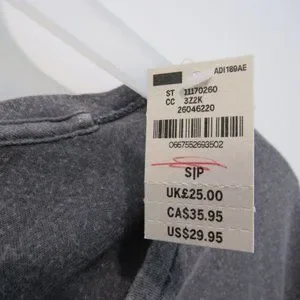 ADI189AE
ST 11170260
CC 3Z2K
26046220
0667552693502
S|P
UK£25.00
CA$35.95
US$29.95